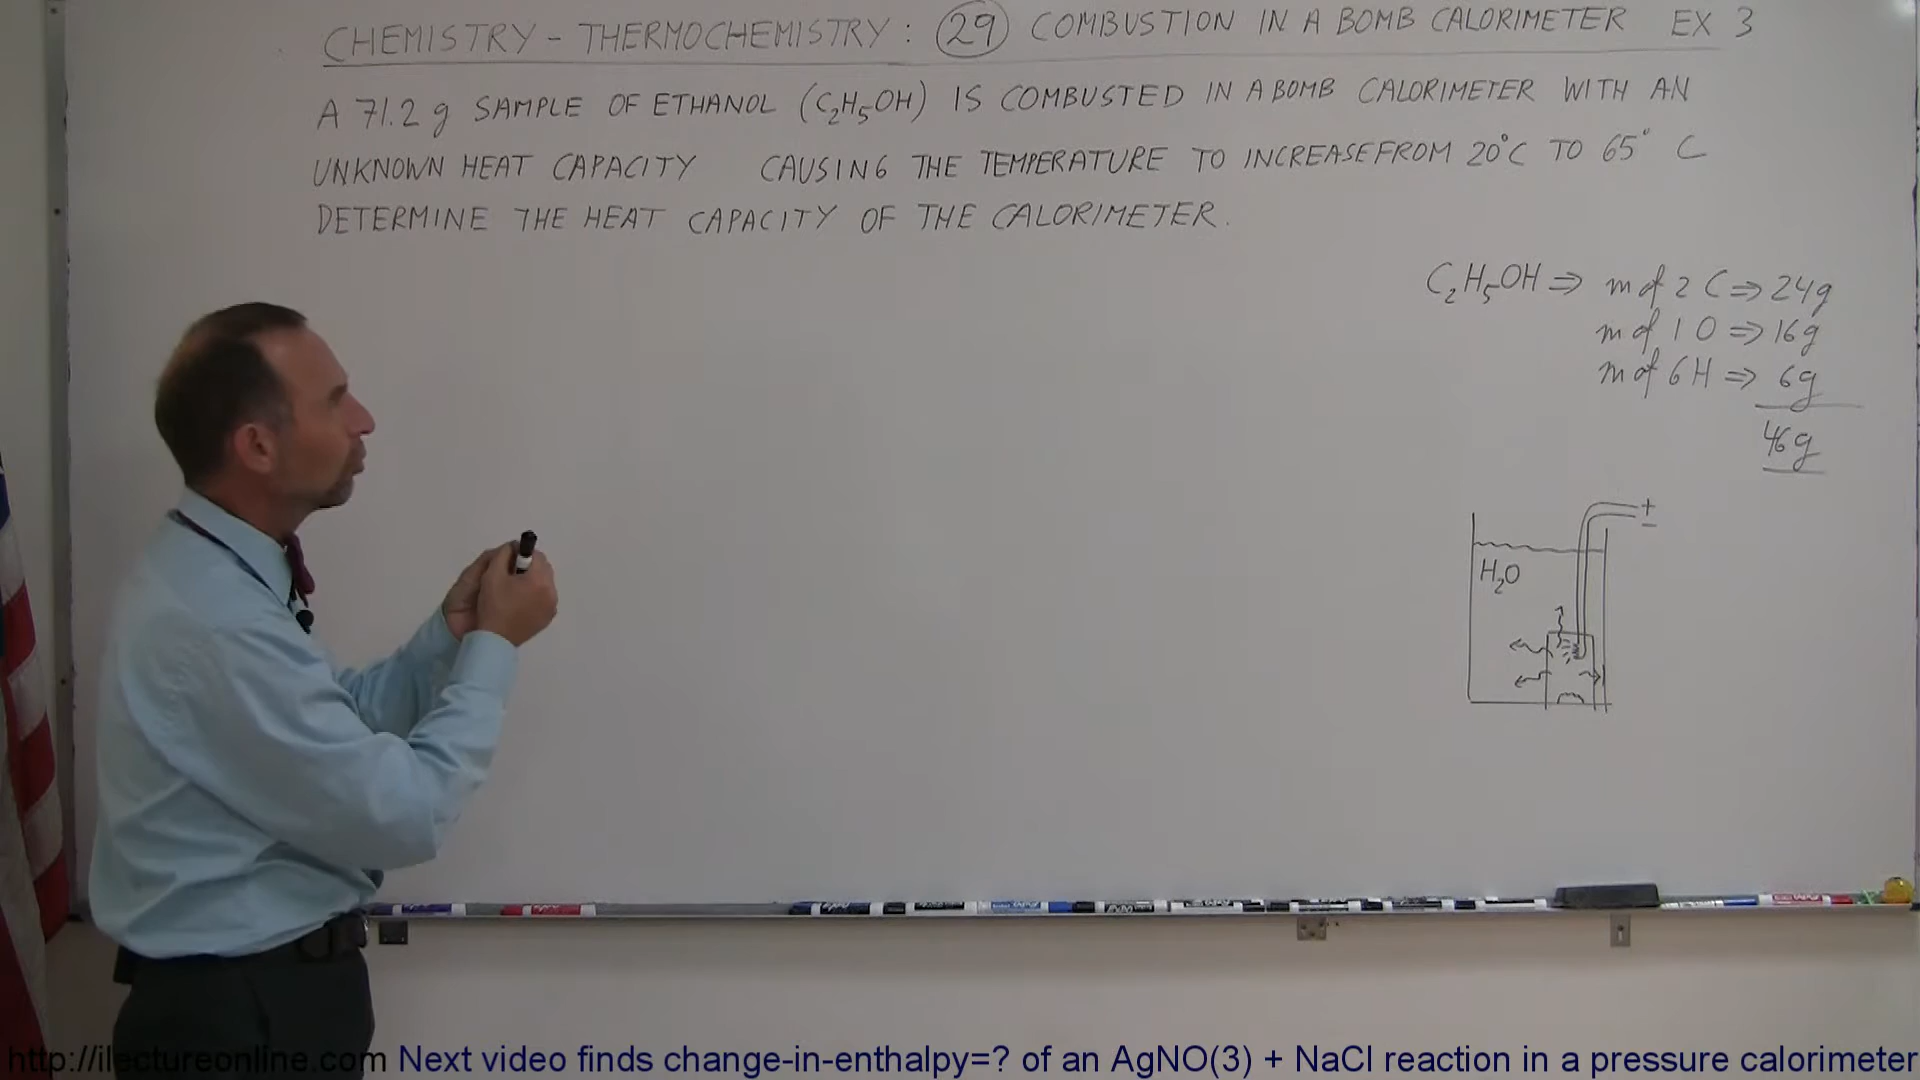 CHEMISTRY - THERMOCHEMISTRY: 29 COMBUSTION IN A BOMB CALORIMETER EX 3
A 71.2 g SAMPLE OF ETHANOL (C₂H₅OH) IS COMBUSTED IN A BOMB CALORIMETER WITH AN
UNKNOWN HEAT CAPACITY CAUSING THE TEMPERATURE TO INCREASE FROM 20°C TO 65° C
DETERMINE THE HEAT CAPACITY OF THE CALORIMETER.
C₂H₅OH ⇒ m of 2 C ⇒ 24g
m of 1 O ⇒ 16g
m of 6 H ⇒ 6g
46g
+
−
H₂O
http://ilectureonline.com Next video finds change-in-enthalpy=? of an AgNO(3) + NaCl reaction in a pressure calorimeter